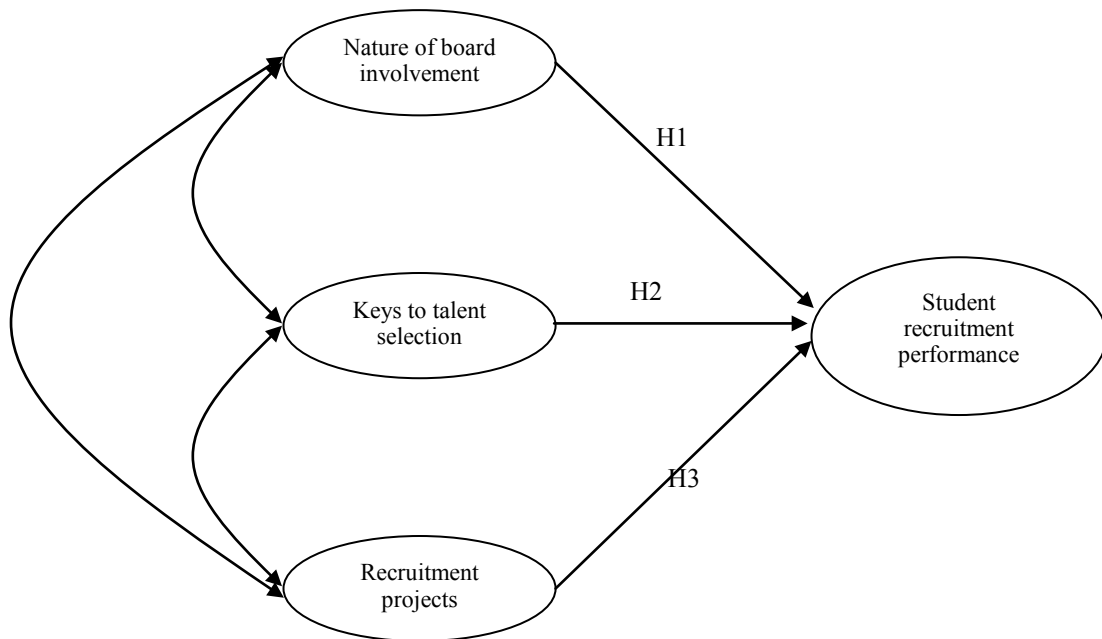 Nature of board
involvement
H1
H2
Keys to talent
selection
Student
recruitment
performance
H3
Recruitment
projects